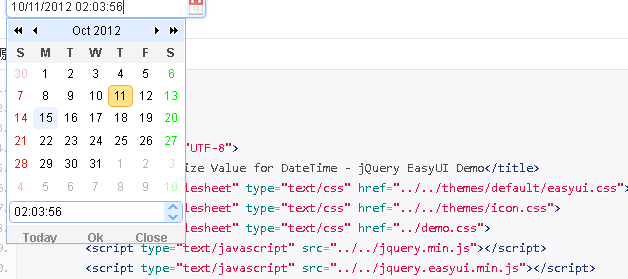 10/11/2012 02:03:56
Oct 2012
S M T W T F S
30 1 2 3 4 5 6
7 8 9 10 11 12 13
14 15 16 17 18 19 20
21 22 23 24 25 26 27
28 29 30 31 1 2 3
4 5 6 7 8 9 10
02:03:56
Today Ok Close
"UTF-8">
ize Value for DateTime - jQuery EasyUI Demo</title>
lesheet" type="text/css" href="../../themes/default/easyui.css">
lesheet" type="text/css" href="../../themes/icon.css">
lesheet" type="text/css" href="../demo.css">
<script type="text/javascript" src="../../jquery.min.js"></script>
<script type="text/javascript" src="../../jquery.easyui.min.js"></script>